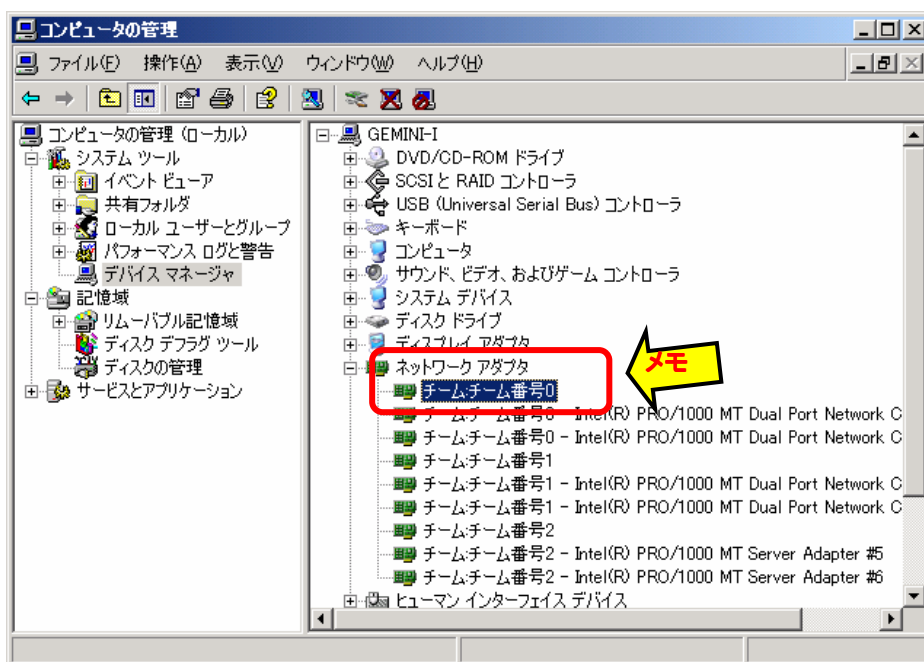 コンピュータの管理
ファイル(F) 操作(A) 表示(V) ウィンドウ(W) ヘルプ(H)
コンピュータの管理 (ローカル)
システム ツール
イベント ビューア
共有フォルダ
ローカル ユーザーとグループ
パフォーマンス ログと警告
デバイス マネージャ
記憶域
リムーバブル記憶域
ディスク デフラグ ツール
ディスクの管理
サービスとアプリケーション
GEMINI-I
DVD/CD-ROM ドライブ
SCSI と RAID コントローラ
USB (Universal Serial Bus) コントローラ
キーボード
コンピュータ
サウンド、ビデオ、およびゲーム コントローラ
システム デバイス
ディスク ドライブ
ディスプレイ アダプタ
ネットワーク アダプタ
チーム:チーム番号0
チーム:チーム番号0 - Intel(R) PRO/1000 MT Dual Port Network C
チーム:チーム番号0 - Intel(R) PRO/1000 MT Dual Port Network C
チーム:チーム番号1
チーム:チーム番号1 - Intel(R) PRO/1000 MT Dual Port Network C
チーム:チーム番号1 - Intel(R) PRO/1000 MT Dual Port Network C
チーム:チーム番号2
チーム:チーム番号2 - Intel(R) PRO/1000 MT Server Adapter #5
チーム:チーム番号2 - Intel(R) PRO/1000 MT Server Adapter #6
ヒューマン インターフェイス デバイス
メモ